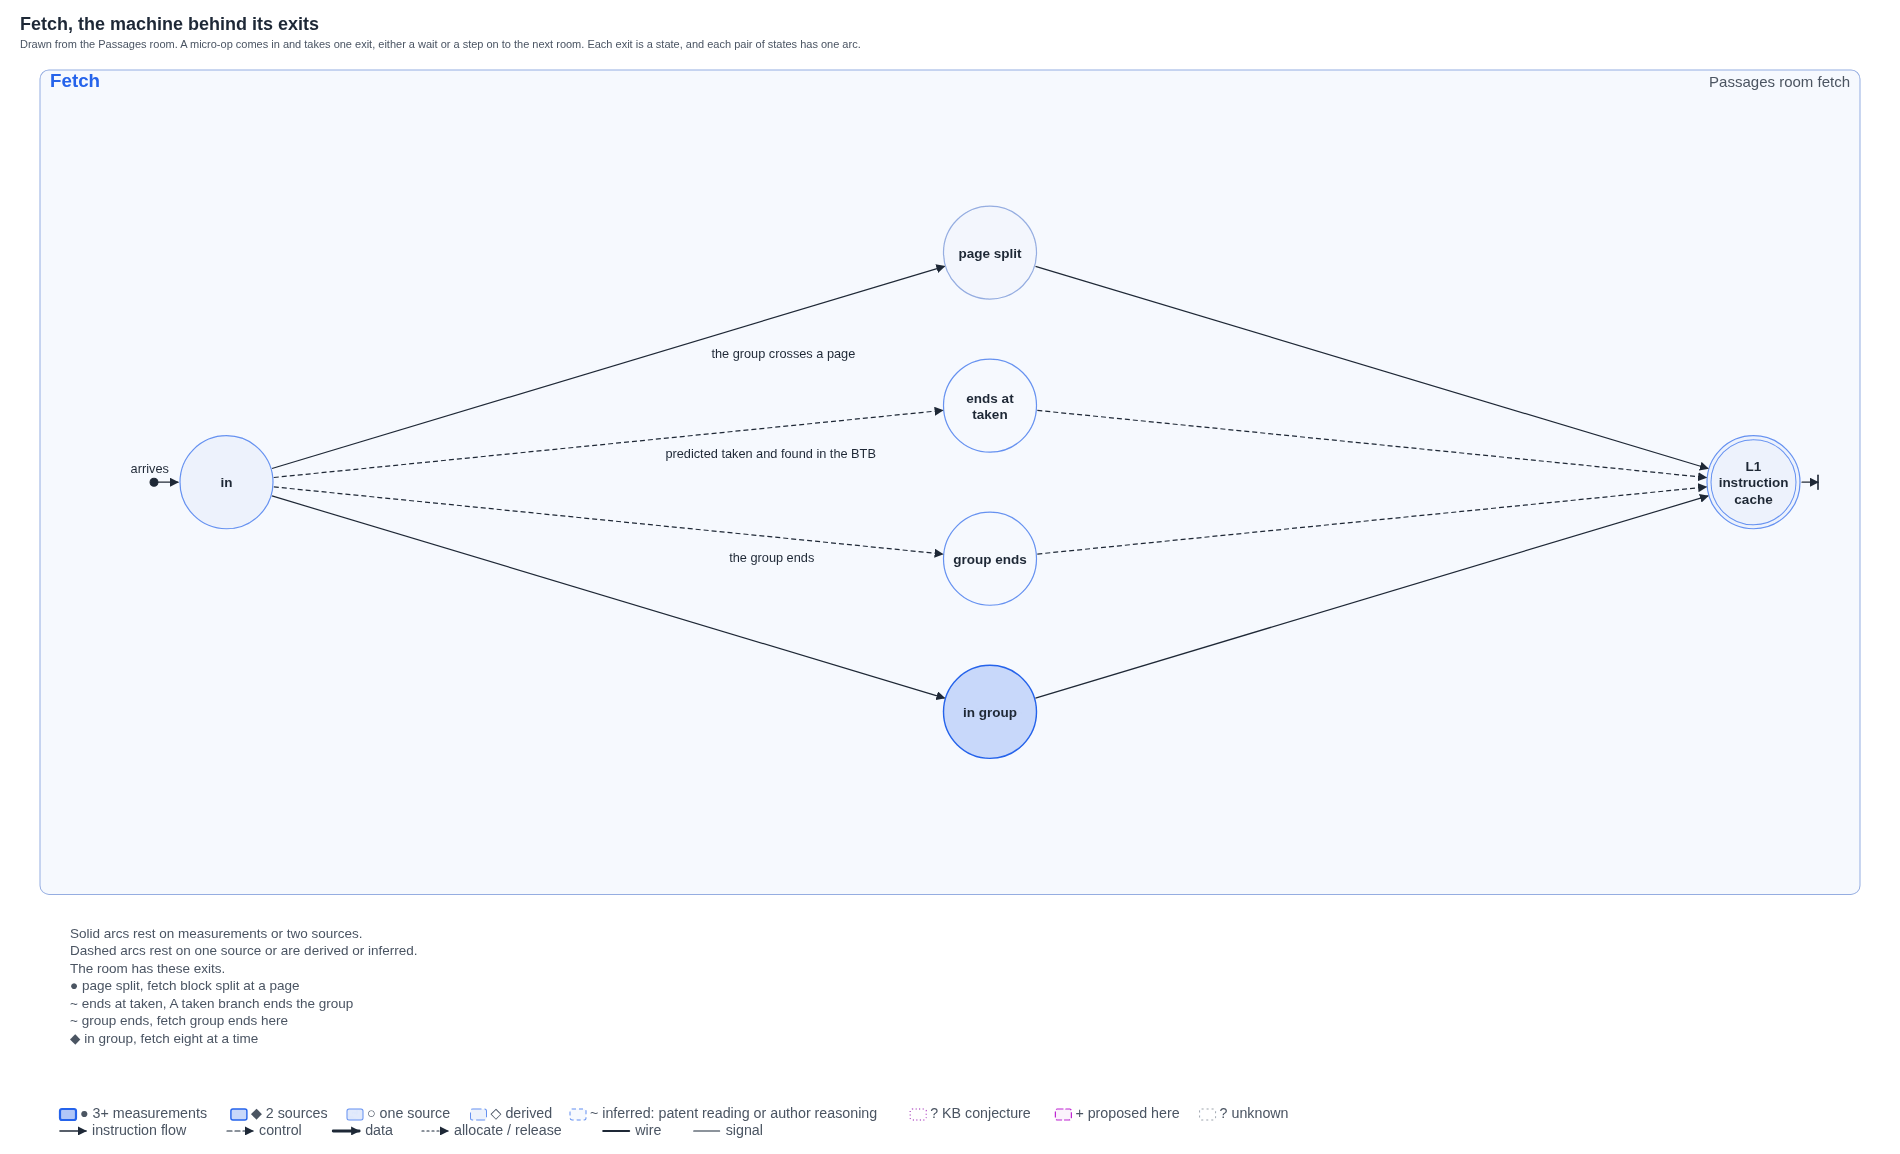 Fetch, the machine behind its exits
Drawn from the Passages room. A micro-op comes in and takes one exit, either a wait or a step on to the next room. Each exit is a state, and each pair of states has one arc.
Fetch
Passages room fetch
page split
the group crosses a page
ends at
taken
predicted taken and found in the BTB
arrives
in
L1
instruction
cache
group ends
the group ends
in group
Solid arcs rest on measurements or two sources.
Dashed arcs rest on one source or are derived or inferred.
The room has these exits.
● page split, fetch block split at a page
~ ends at taken, A taken branch ends the group
~ group ends, fetch group ends here
◆ in group, fetch eight at a time
● 3+ measurements ◆ 2 sources ○ one source ◇ derived ~ inferred: patent reading or author reasoning ? KB conjecture + proposed here ? unknown
instruction flow control data allocate / release wire signal